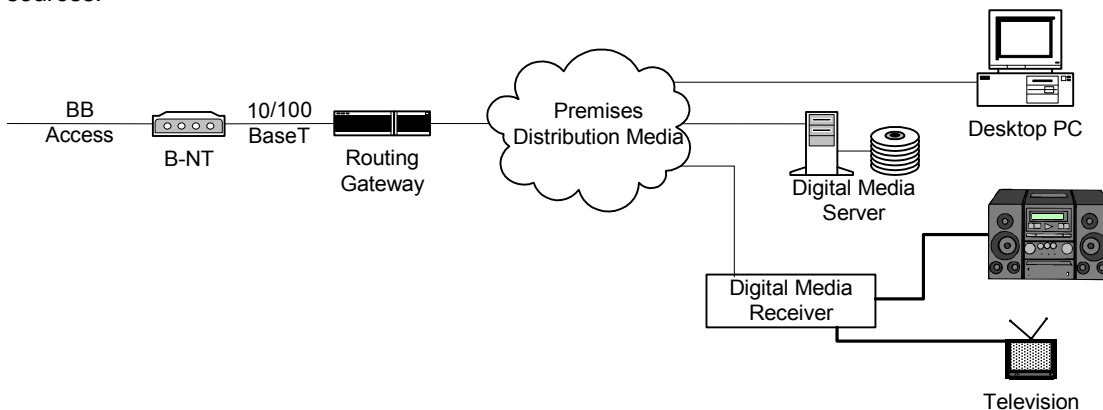 sources.
BB
Access
B-NT
10/100
BaseT
Routing
Gateway
Premises
Distribution Media
Desktop PC
Digital Media
Server
Digital Media
Receiver
Television